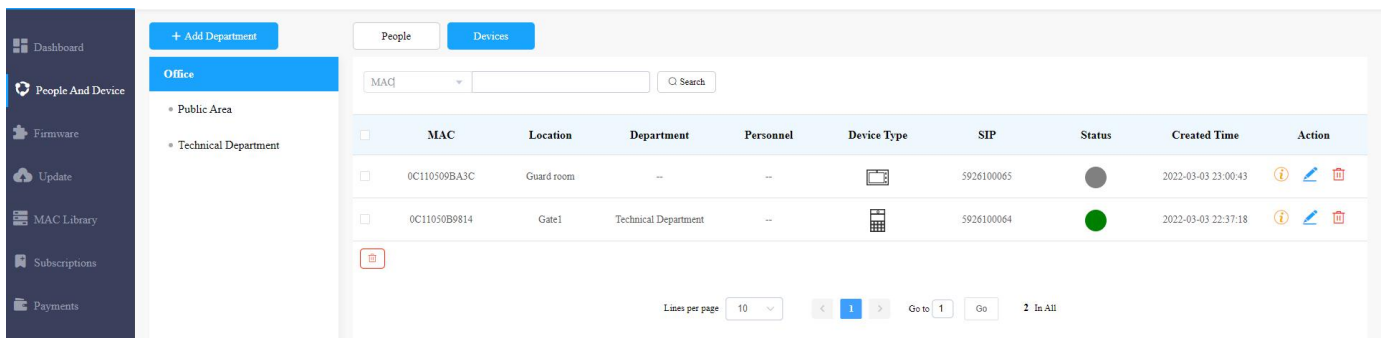 Dashboard
People And Device
Firmware
Update
MAC Library
Subscriptions
Payments
+ Add Department
Office
Public Area
Technical Department
People Devices
MAC Search
MAC Location Department Personnel Device Type SIP Status Created Time Action
0C110509BA3C Guard room -- -- 5926100065 2022-03-03 23:00:43
0C11050B9814 Gate1 Technical Department -- 5926100064 2022-03-03 22:37:18
Lines per page 10 < 1 > Go to 1 Go 2 In All